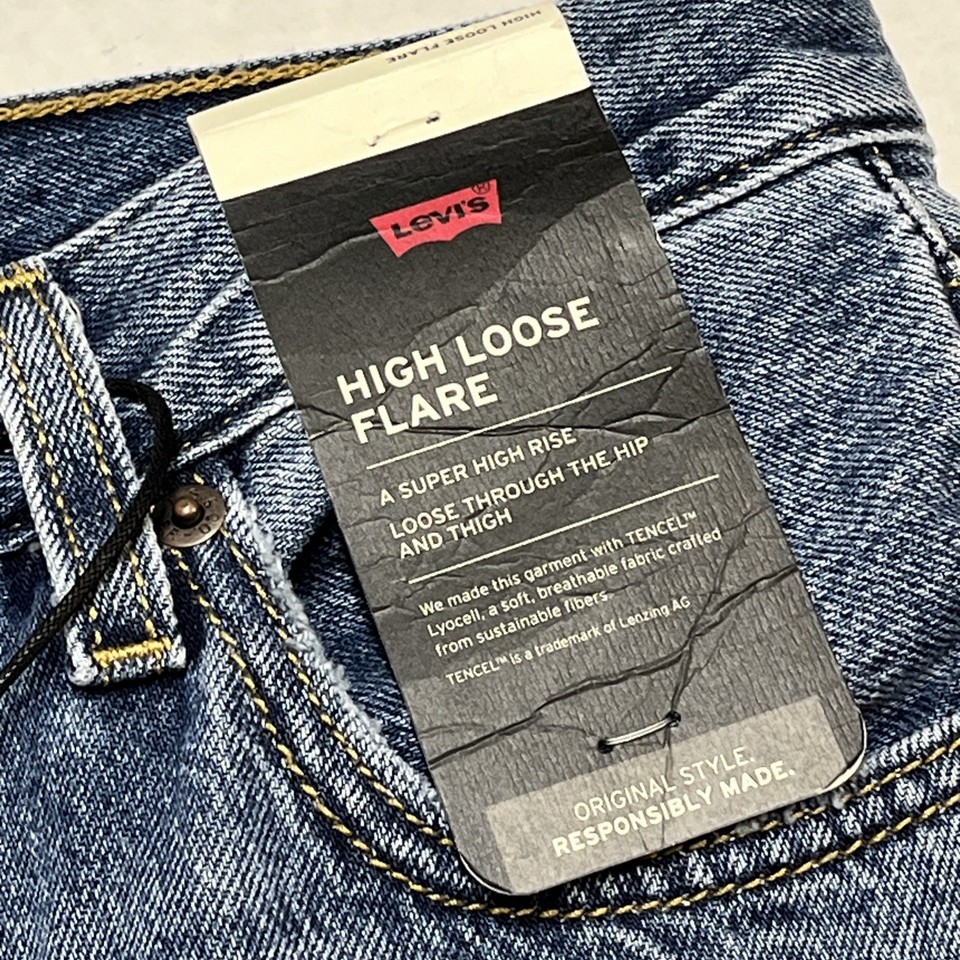 HIGH LOOSE FLARE
LEVI'S®
HIGH LOOSE
FLARE
A SUPER HIGH RISE
LOOSE THROUGH THE HIP
AND THIGH
We made this garment with TENCEL™
Lyocell, a soft, breathable fabric crafted
from sustainable fibers
TENCEL™ is a trademark of Lenzing AG
ORIGINAL STYLE.
RESPONSIBLY MADE.